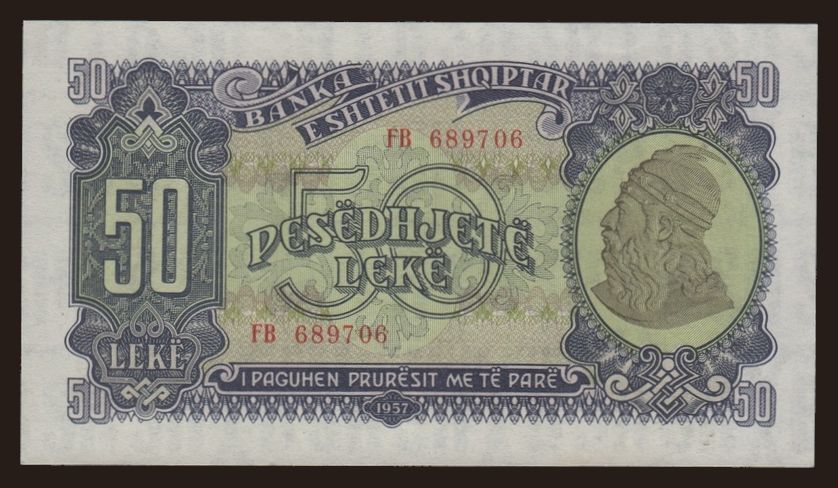 50
50
BANKA
E SHTETIT SHQIPTAR
FB 689706
50
50
PESËDHJETË
LEKË
FB 689706
LEKË
I PAGUHEN PRURËSIT ME TË PARË
50
1957
50